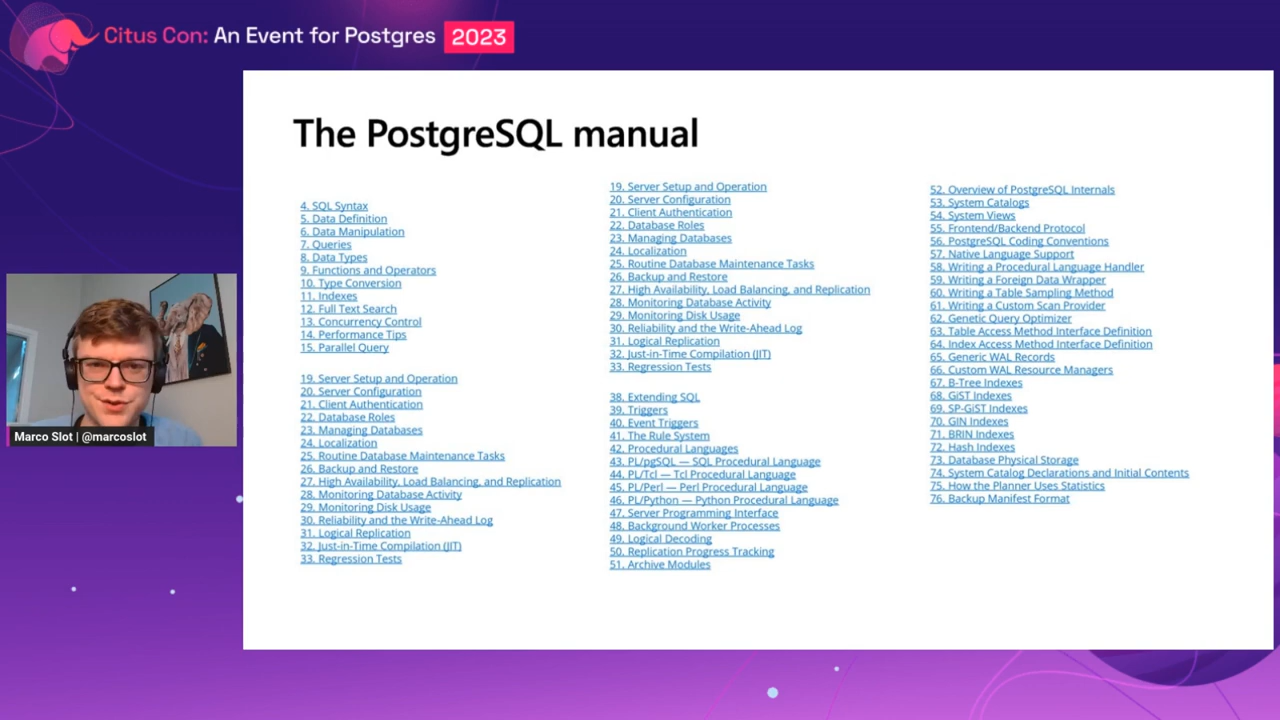 Citus Con: An Event for Postgres 2023
The PostgreSQL manual
4. SQL Syntax
5. Data Definition
6. Data Manipulation
7. Queries
8. Data Types
9. Functions and Operators
10. Type Conversion
11. Indexes
12. Full Text Search
13. Concurrency Control
14. Performance Tips
15. Parallel Query
19. Server Setup and Operation
20. Server Configuration
21. Client Authentication
22. Database Roles
23. Managing Databases
24. Localization
25. Routine Database Maintenance Tasks
26. Backup and Restore
27. High Availability, Load Balancing, and Replication
28. Monitoring Database Activity
29. Monitoring Disk Usage
30. Reliability and the Write-Ahead Log
31. Logical Replication
32. Just-in-Time Compilation (JIT)
33. Regression Tests
19. Server Setup and Operation
20. Server Configuration
21. Client Authentication
22. Database Roles
23. Managing Databases
24. Localization
25. Routine Database Maintenance Tasks
26. Backup and Restore
27. High Availability, Load Balancing, and Replication
28. Monitoring Database Activity
29. Monitoring Disk Usage
30. Reliability and the Write-Ahead Log
31. Logical Replication
32. Just-in-Time Compilation (JIT)
33. Regression Tests
38. Extending SQL
39. Triggers
40. Event Triggers
41. The Rule System
42. Procedural Languages
43. PL/pgSQL — SQL Procedural Language
44. PL/Tcl — Tcl Procedural Language
45. PL/Perl — Perl Procedural Language
46. PL/Python — Python Procedural Language
47. Server Programming Interface
48. Background Worker Processes
49. Logical Decoding
50. Replication Progress Tracking
51. Archive Modules
52. Overview of PostgreSQL Internals
53. System Catalogs
54. System Views
55. Frontend/Backend Protocol
56. PostgreSQL Coding Conventions
57. Native Language Support
58. Writing a Procedural Language Handler
59. Writing a Foreign Data Wrapper
60. Writing a Table Sampling Method
61. Writing a Custom Scan Provider
62. Genetic Query Optimizer
63. Table Access Method Interface Definition
64. Index Access Method Interface Definition
65. Generic WAL Records
66. Custom WAL Resource Managers
67. B-Tree Indexes
68. GiST Indexes
69. SP-GiST Indexes
70. GIN Indexes
71. BRIN Indexes
72. Hash Indexes
73. Database Physical Storage
74. System Catalog Declarations and Initial Contents
75. How the Planner Uses Statistics
76. Backup Manifest Format
Marco Slot | @marcoslot